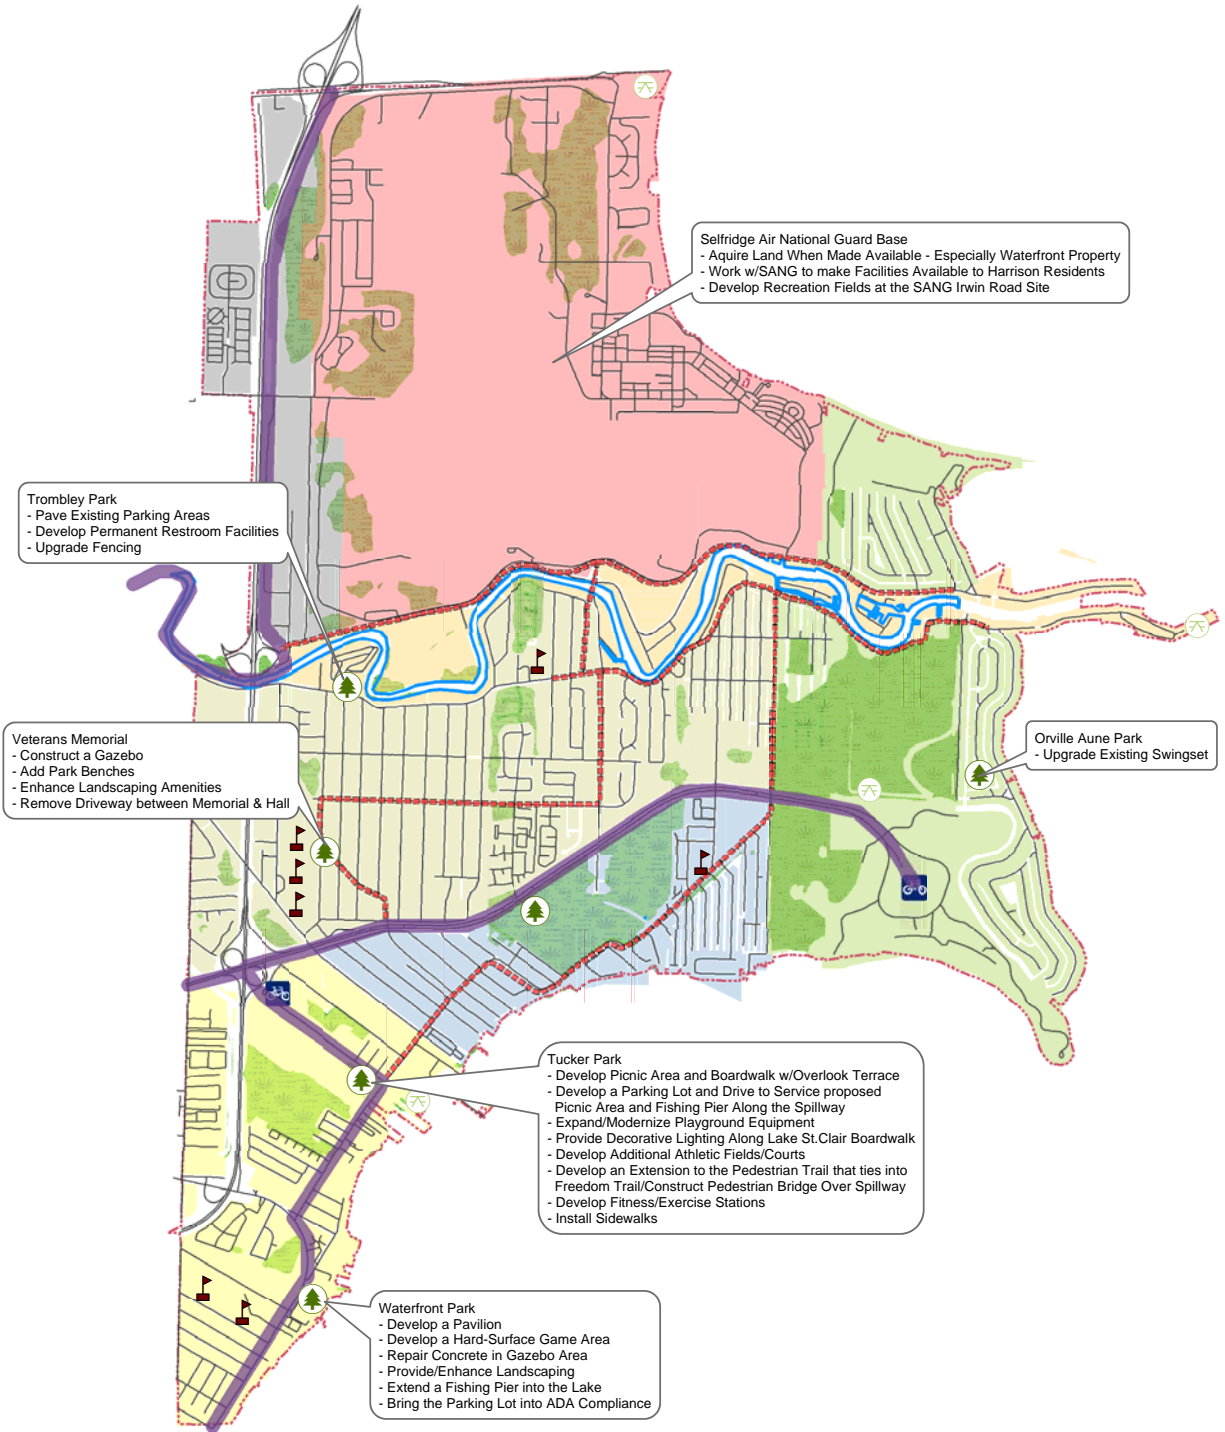 Selfridge Air National Guard Base
- Aquire Land When Made Available - Especially Waterfront Property
- Work w/SANG to make Facilities Available to Harrison Residents
- Develop Recreation Fields at the SANG Irwin Road Site
Trombley Park
- Pave Existing Parking Areas
- Develop Permanent Restroom Facilities
- Upgrade Fencing
Veterans Memorial
- Construct a Gazebo
- Add Park Benches
- Enhance Landscaping Amenities
- Remove Driveway between Memorial & Hall
Orville Aune Park
- Upgrade Existing Swingset
Tucker Park
- Develop Picnic Area and Boardwalk w/Overlook Terrace
- Develop a Parking Lot and Drive to Service proposed
Picnic Area and Fishing Pier Along the Spillway
- Expand/Modernize Playground Equipment
- Provide Decorative Lighting Along Lake St.Clair Boardwalk
- Develop Additional Athletic Fields/Courts
- Develop an Extension to the Pedestrian Trail that ties into
Freedom Trail/Construct Pedestrian Bridge Over Spillway
- Develop Fitness/Exercise Stations
- Install Sidewalks
Waterfront Park
- Develop a Pavilion
- Develop a Hard-Surface Game Area
- Repair Concrete in Gazebo Area
- Provide/Enhance Landscaping
- Extend a Fishing Pier into the Lake
- Bring the Parking Lot into ADA Compliance